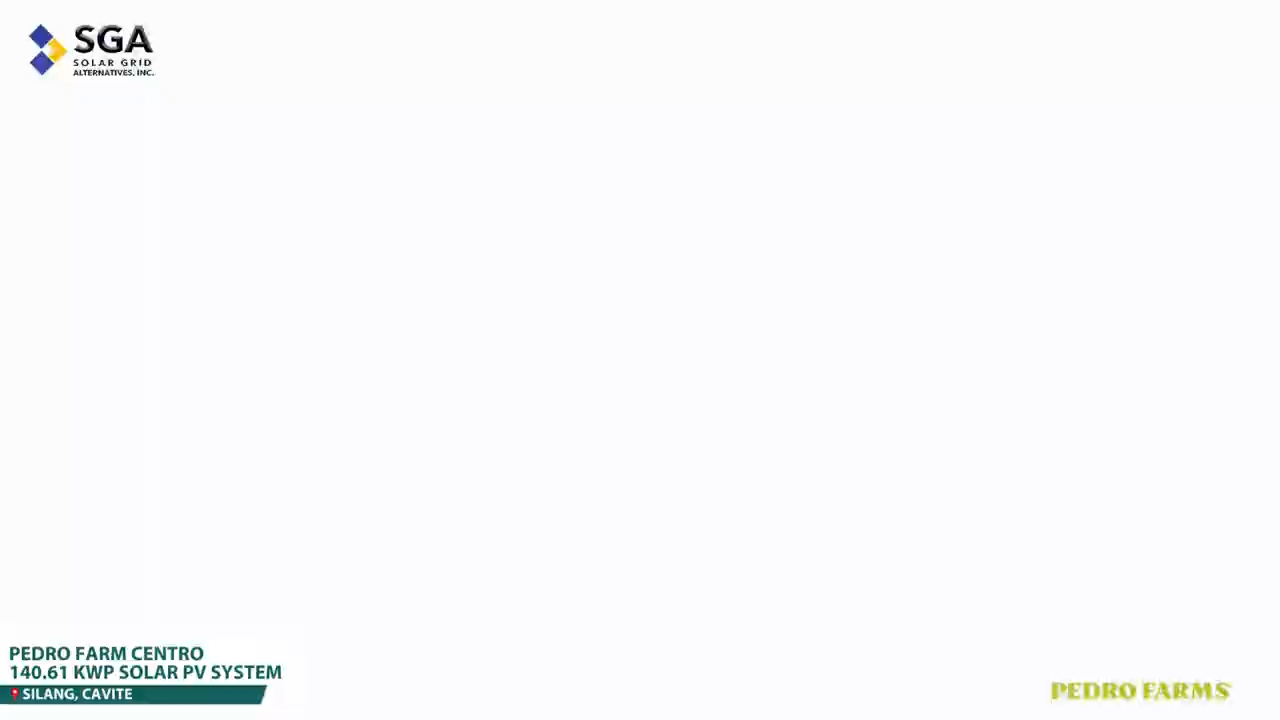 SGA
SOLAR GRID
ALTERNATIVES, INC.
PEDRO FARM CENTRO
140.61 KWP SOLAR PV SYSTEM
SILANG, CAVITE
PEDRO FARMS